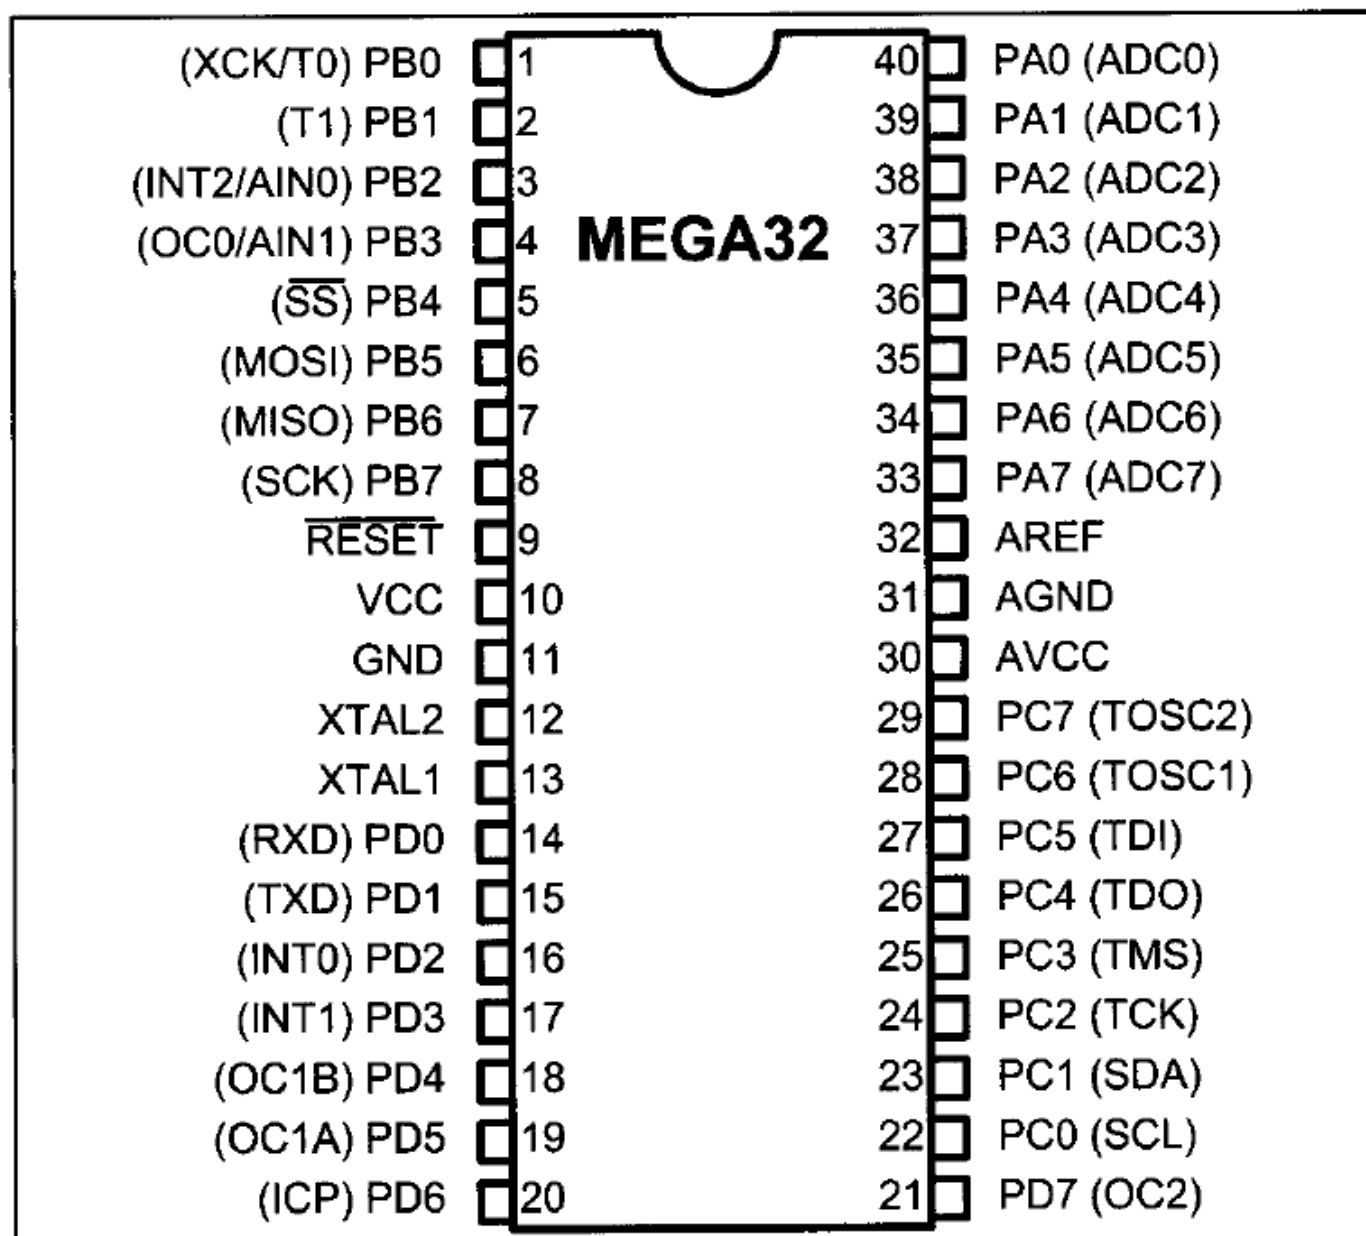 (XCK/T0) PB0 1 40 PA0 (ADC0)
(T1) PB1 2 39 PA1 (ADC1)
(INT2/AIN0) PB2 3 38 PA2 (ADC2)
(OC0/AIN1) PB3 4 MEGA32 37 PA3 (ADC3)
(SS) PB4 5 36 PA4 (ADC4)
(MOSI) PB5 6 35 PA5 (ADC5)
(MISO) PB6 7 34 PA6 (ADC6)
(SCK) PB7 8 33 PA7 (ADC7)
RESET 9 32 AREF
VCC 10 31 AGND
GND 11 30 AVCC
XTAL2 12 29 PC7 (TOSC2)
XTAL1 13 28 PC6 (TOSC1)
(RXD) PD0 14 27 PC5 (TDI)
(TXD) PD1 15 26 PC4 (TDO)
(INT0) PD2 16 25 PC3 (TMS)
(INT1) PD3 17 24 PC2 (TCK)
(OC1B) PD4 18 23 PC1 (SDA)
(OC1A) PD5 19 22 PC0 (SCL)
(ICP) PD6 20 21 PD7 (OC2)